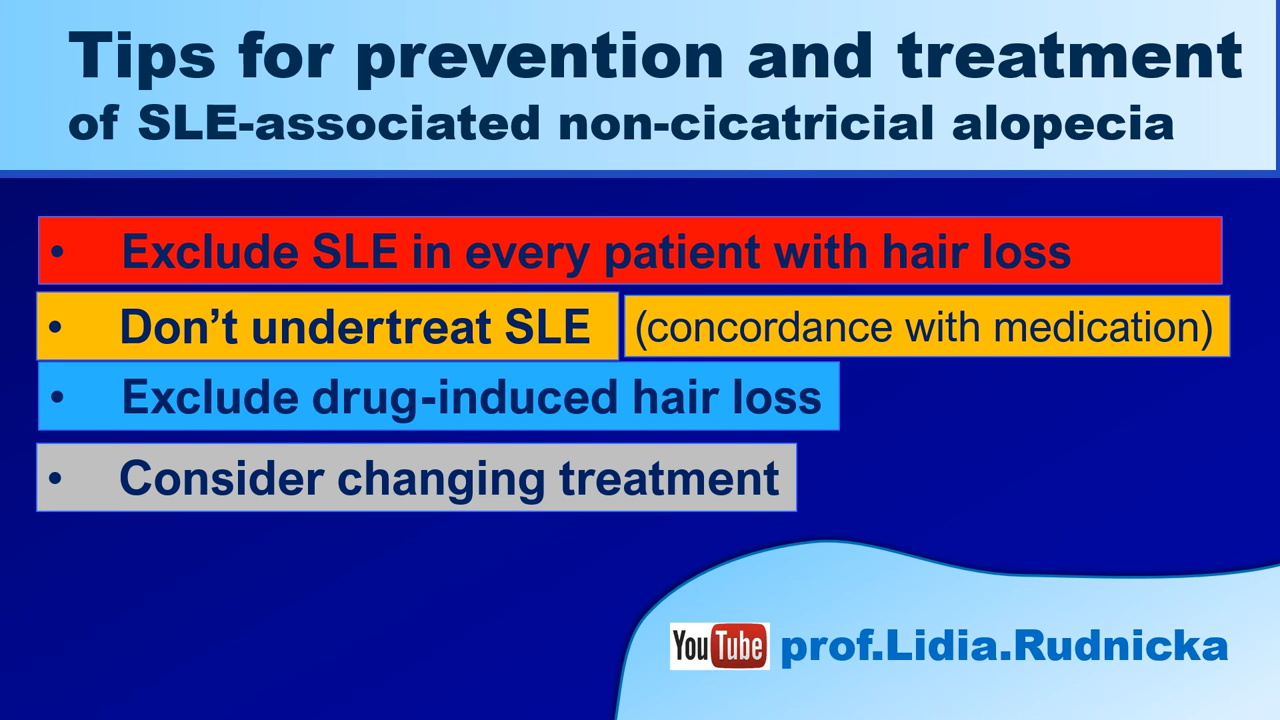 Tips for prevention and treatment
of SLE-associated non-cicatricial alopecia
• Exclude SLE in every patient with hair loss
• Don’t undertreat SLE (concordance with medication)
• Exclude drug-induced hair loss
• Consider changing treatment
YouTube prof.Lidia.Rudnicka